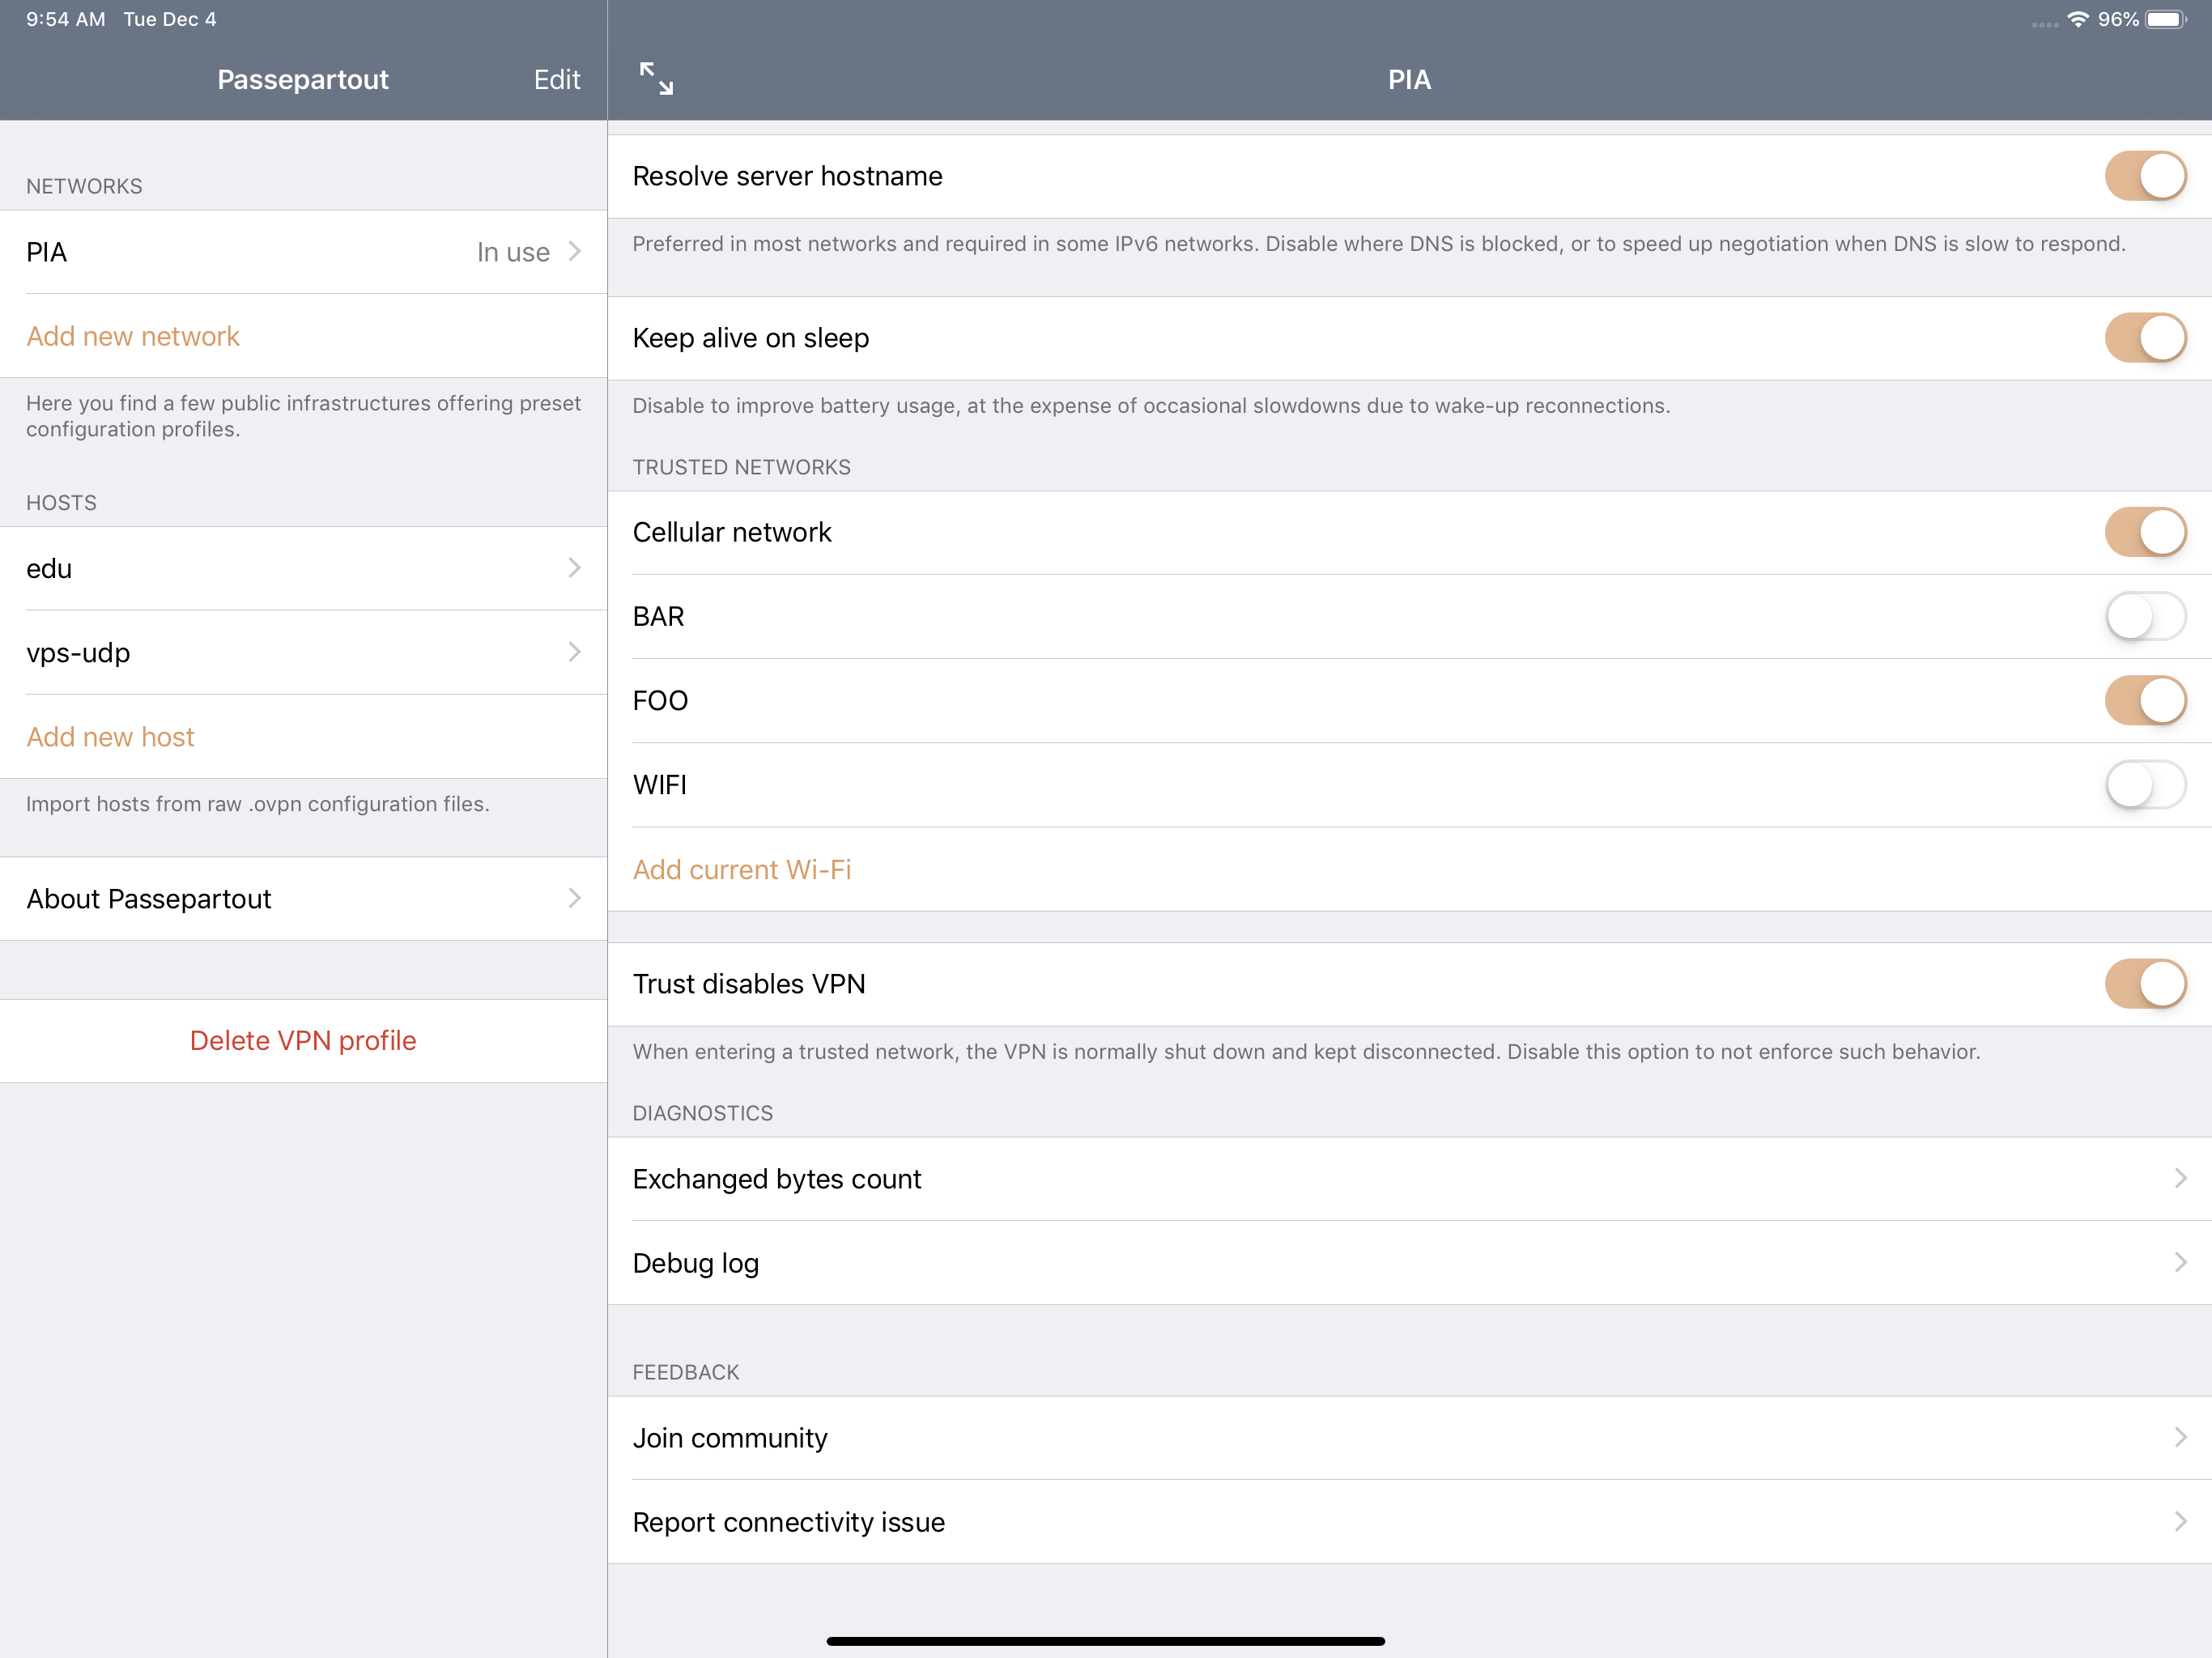 9:54 AM Tue Dec 4
96%
Passepartout
Edit
PIA
NETWORKS
PIA
In use
Add new network
Here you find a few public infrastructures offering preset
configuration profiles.
HOSTS
edu
vps-udp
Add new host
Import hosts from raw .ovpn configuration files.
About Passepartout
Delete VPN profile
Resolve server hostname
Preferred in most networks and required in some IPv6 networks. Disable where DNS is blocked, or to speed up negotiation when DNS is slow to respond.
Keep alive on sleep
Disable to improve battery usage, at the expense of occasional slowdowns due to wake-up reconnections.
TRUSTED NETWORKS
Cellular network
BAR
FOO
WIFI
Add current Wi-Fi
Trust disables VPN
When entering a trusted network, the VPN is normally shut down and kept disconnected. Disable this option to not enforce such behavior.
DIAGNOSTICS
Exchanged bytes count
Debug log
FEEDBACK
Join community
Report connectivity issue